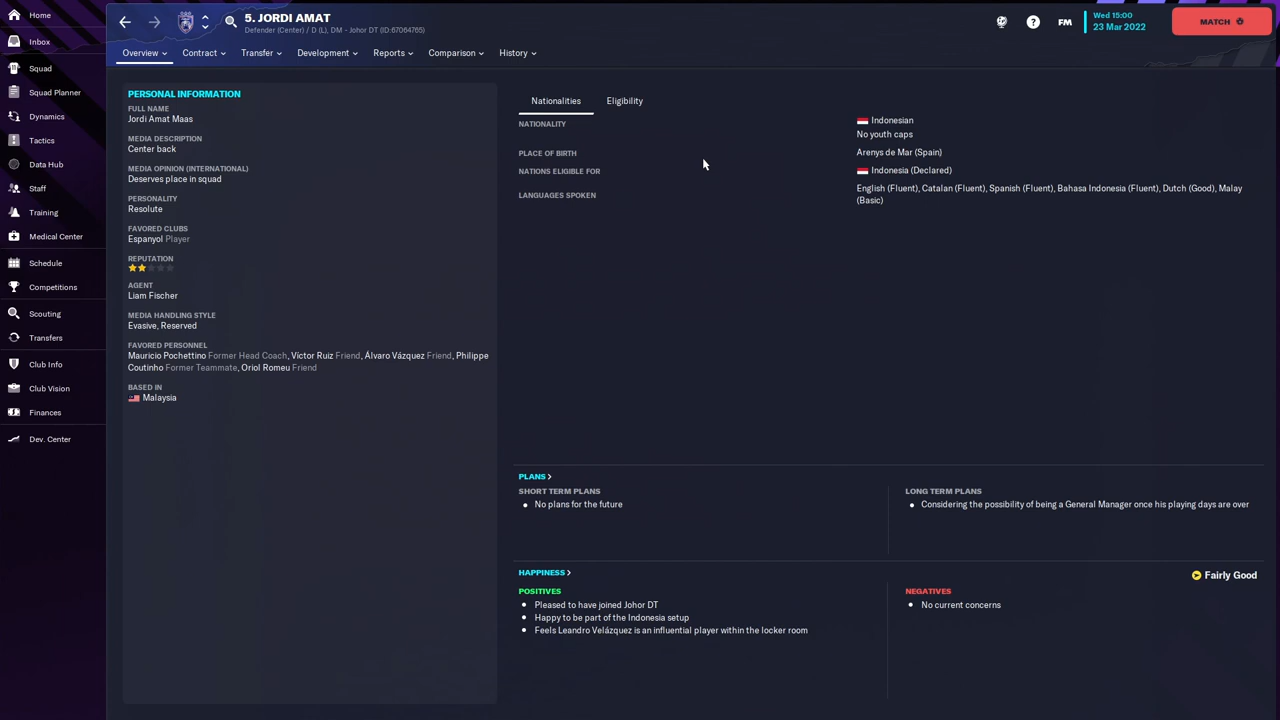 Home
Inbox
Squad
Squad Planner
Dynamics
Tactics
Data Hub
Staff
Training
Medical Center
Schedule
Competitions
Scouting
Transfers
Club Info
Club Vision
Finances
Dev. Center
5. JORDI AMAT
Defender (Center) / D (L), DM - Johor DT (ID:67064765)
FM
Wed 15:00
23 Mar 2022
MATCH
Overview
Contract
Transfer
Development
Reports
Comparison
History
PERSONAL INFORMATION
FULL NAME
Jordi Amat Maas
MEDIA DESCRIPTION
Center back
MEDIA OPINION (INTERNATIONAL)
Deserves place in squad
PERSONALITY
Resolute
FAVORED CLUBS
Espanyol Player
REPUTATION
AGENT
Liam Fischer
MEDIA HANDLING STYLE
Evasive, Reserved
FAVORED PERSONNEL
Mauricio Pochettino Former Head Coach, Víctor Ruiz Friend, Álvaro Vázquez Friend, Philippe
Coutinho Former Teammate, Oriol Romeu Friend
BASED IN
Malaysia
Nationalities
Eligibility
NATIONALITY
Indonesian
No youth caps
PLACE OF BIRTH
Arenys de Mar (Spain)
NATIONS ELIGIBLE FOR
Indonesia (Declared)
LANGUAGES SPOKEN
English (Fluent), Catalan (Fluent), Spanish (Fluent), Bahasa Indonesia (Fluent), Dutch (Good), Malay
(Basic)
PLANS
SHORT TERM PLANS
No plans for the future
LONG TERM PLANS
Considering the possibility of being a General Manager once his playing days are over
HAPPINESS
Fairly Good
POSITIVES
Pleased to have joined Johor DT
Happy to be part of the Indonesia setup
Feels Leandro Velázquez is an influential player within the locker room
NEGATIVES
No current concerns